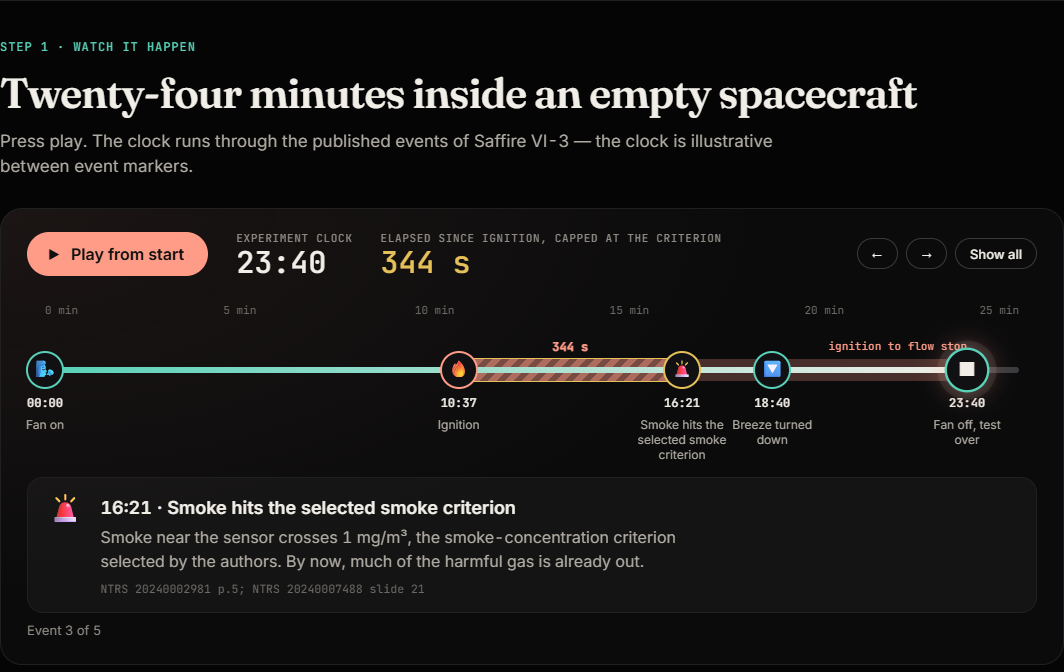 STEP 1 · WATCH IT HAPPEN
Twenty-four minutes inside an empty spacecraft
Press play. The clock runs through the published events of Saffire VI-3 — the clock is illustrative
between event markers.
▶ Play from start
EXPERIMENT CLOCK
23:40
ELAPSED SINCE IGNITION, CAPPED AT THE CRITERION
344 s
← → Show all
0 min 5 min 10 min 15 min 20 min 25 min
344 s ignition to flow stop
00:00 10:37 16:21 18:40 23:40
Fan on
Ignition
Smoke hits the
selected smoke
criterion
Breeze turned
down
Fan off, test
over
16:21 · Smoke hits the selected smoke criterion
Smoke near the sensor crosses 1 mg/m³, the smoke-concentration criterion
selected by the authors. By now, much of the harmful gas is already out.
NTRS 20240002981 p.5; NTRS 20240007488 slide 21
Event 3 of 5